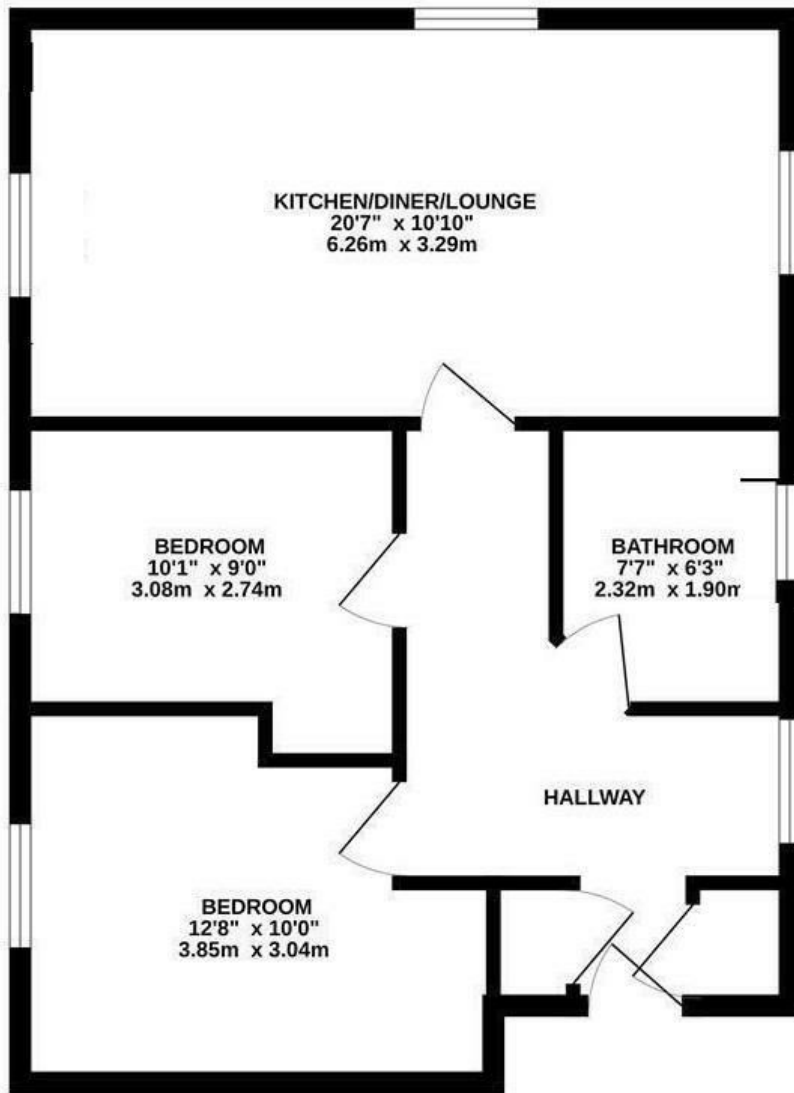 KITCHEN/DINER/LOUNGE
20'7" x 10'10"
6.26m x 3.29m
BEDROOM
10'1" x 9'0"
3.08m x 2.74m
BATHROOM
7'7" x 6'3"
2.32m x 1.90m
HALLWAY
BEDROOM
12'8" x 10'0"
3.85m x 3.04m